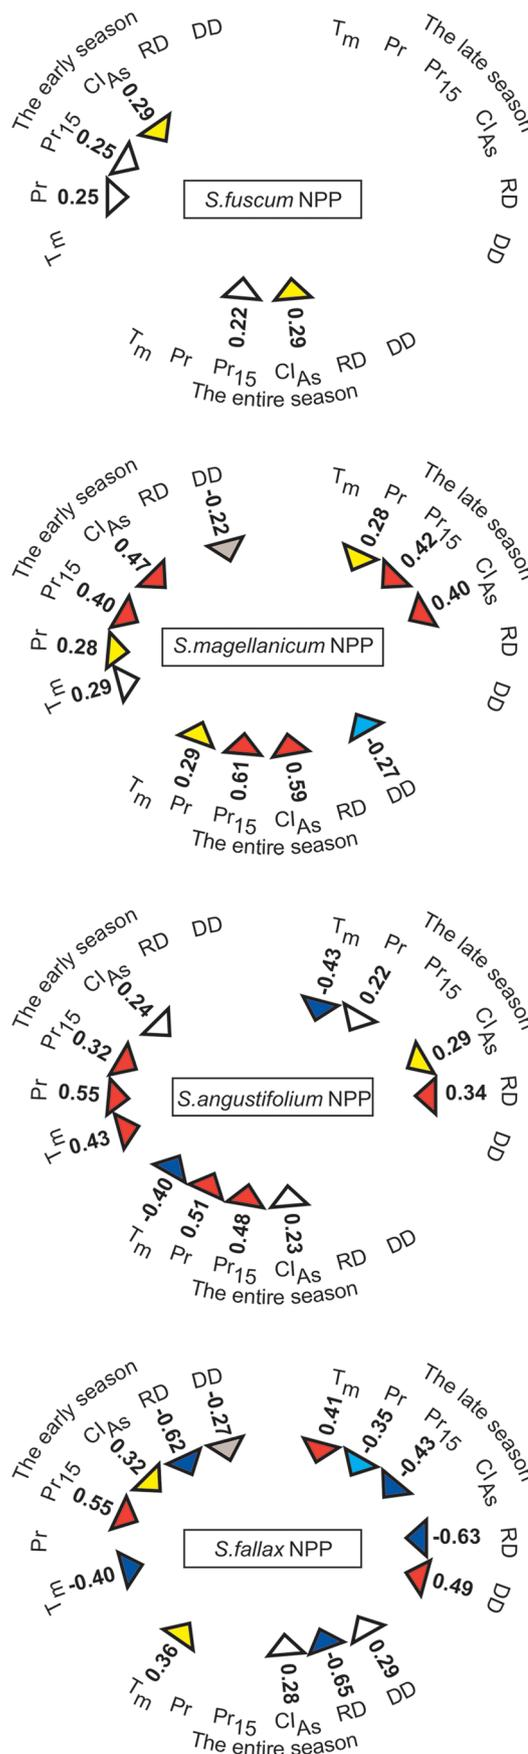 The early season
Tm Pr Pr15 ClAs RD DD
0.25 0.25 0.29
The late season
Tm Pr Pr15 ClAs RD DD
S.fuscum NPP
0.22 0.29
Tm Pr Pr15 ClAs RD DD
The entire season
The early season
Tm Pr Pr15 ClAs RD DD
0.29 0.28 0.40 0.47 -0.22
The late season
Tm Pr Pr15 ClAs RD DD
0.28 0.42 0.40
S.magellanicum NPP
0.29 0.61 0.59 -0.27
Tm Pr Pr15 ClAs RD DD
The entire season
The early season
Tm Pr Pr15 ClAs RD DD
0.43 0.55 0.32 0.24
The late season
Tm Pr Pr15 ClAs RD DD
-0.43 0.22 0.29 0.34
S.angustifolium NPP
-0.40 0.51 0.48 0.23
Tm Pr Pr15 ClAs RD DD
The entire season
The early season
Tm Pr Pr15 ClAs RD DD
-0.40 0.55 0.32 -0.62 -0.27
The late season
Tm Pr Pr15 ClAs RD DD
0.41 -0.35 -0.43 -0.63 0.49
S.fallax NPP
0.36 0.28 -0.65 0.29
Tm Pr Pr15 ClAs RD DD
The entire season